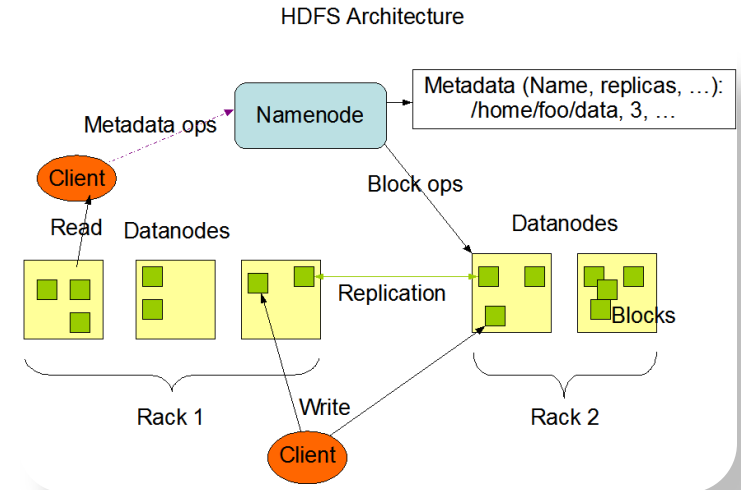 HDFS Architecture
Metadata (Name, replicas, …):
/home/foo/data, 3, …
Namenode
Metadata ops
Client
Block ops
Read
Datanodes
Datanodes
Replication
Blocks
Rack 1
Write
Rack 2
Client